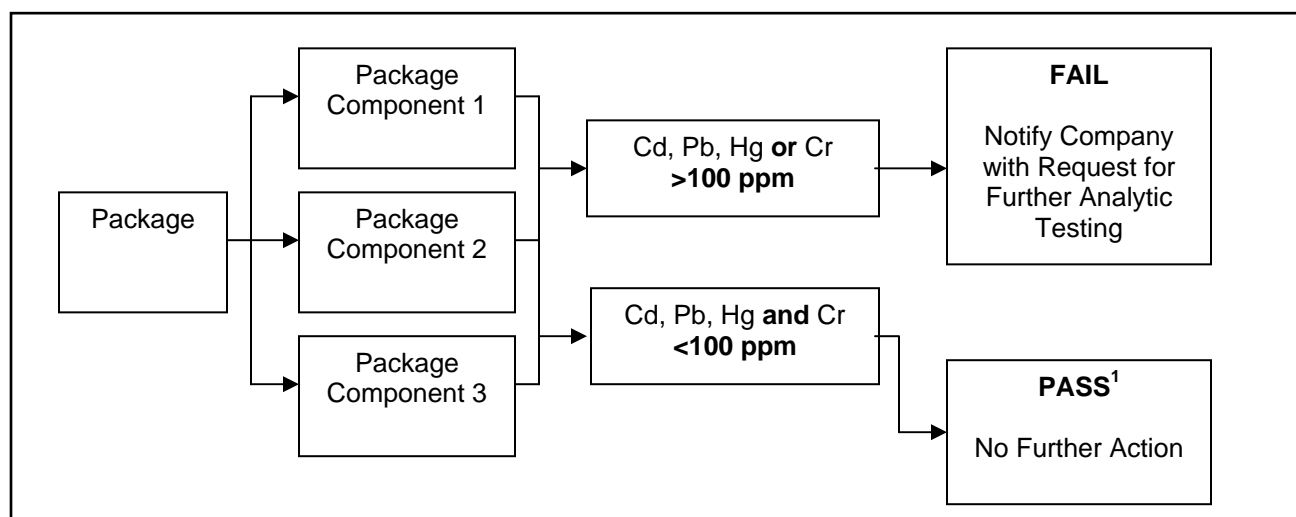 Package
Package
Component 1
Package
Component 2
Package
Component 3
Cd, Pb, Hg or Cr
>100 ppm
Cd, Pb, Hg and Cr
<100 ppm
FAIL
Notify Company
with Request for
Further Analytic
Testing
PASS¹
No Further Action